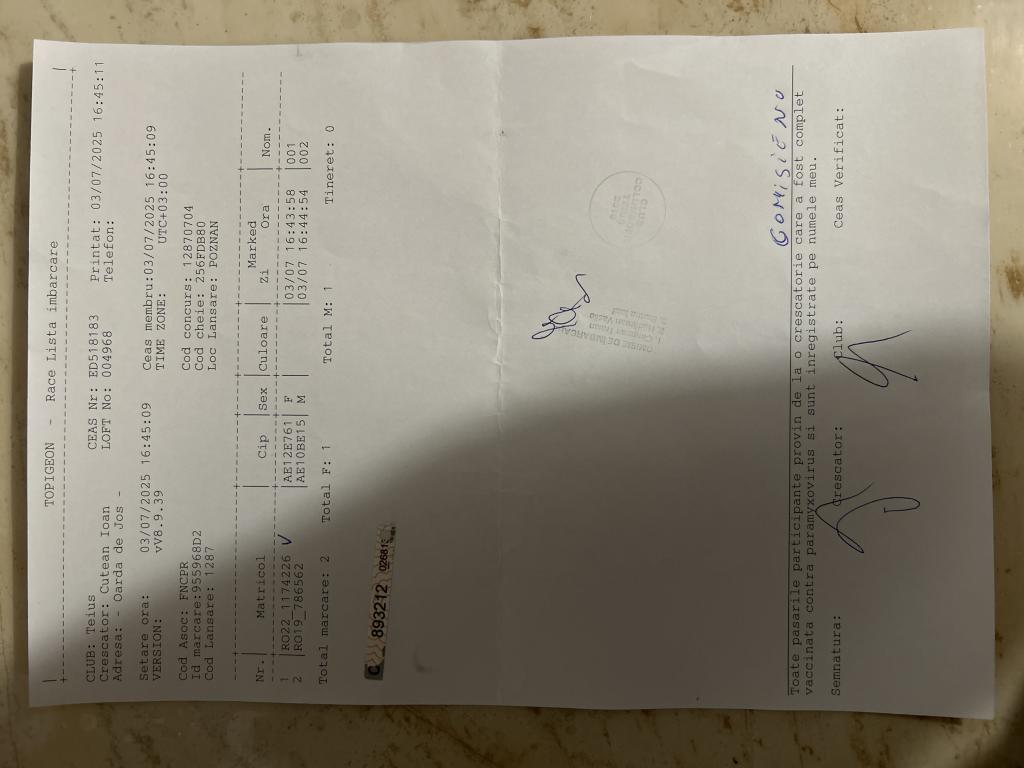 TOPIGEON - Race Lista imbarcare
CLUB: Teius CEAS Nr: ED518183 Printat: 03/07/2025 16:45:11
Crescator: Cutean Ioan LOFT No: 004968 Telefon:
Adresa: - Oarda de Jos -
Setare ora: 03/07/2025 16:45:09 Ceas membru:03/07/2025 16:45:09
VERSION: vV8.9.39 TIME ZONE: UTC+03:00
Cod Asoc: FNCPR Cod concurs: 12870704
Id marcare:955968D2 Cod cheie: 256FDB80
Cod Lansare: 1287 Loc Lansare: POZNAN
Marked
Nr.| Matricol | Cip |Sex |Culoare | Zi Ora | Nom.
1 |RO22_1174226 ✓ |AE12E761| F | |03/07 16:43:58 |001
2 |RO19_786562 |AE10BE15| M | |03/07 16:44:54 |002
Total marcare: 2 Total F: 1 Total M: 1 Tineret: 0
C 893212
COMISIE NU
Toate pasarile participante provin de la o crescatorie care a fost complet
vaccinata contra paramyxovirus si sunt inregistrate pe numele meu.
Semnatura: Crescator: Club: Ceas Verificat: